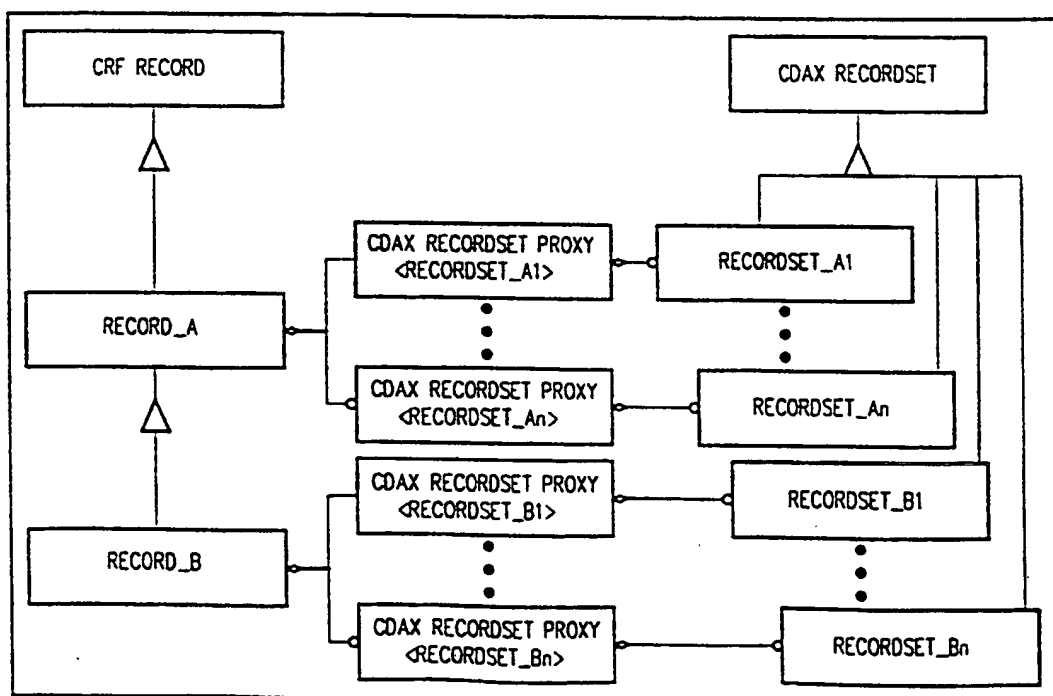 CRF RECORD
CDAX RECORDSET
CDAX RECORDSET PROXY
<RECORDSET_A1>
RECORDSET_A1
RECORD_A
CDAX RECORDSET PROXY
<RECORDSET_An>
RECORDSET_An
CDAX RECORDSET PROXY
<RECORDSET_B1>
RECORDSET_B1
RECORD_B
CDAX RECORDSET PROXY
<RECORDSET_Bn>
RECORDSET_Bn